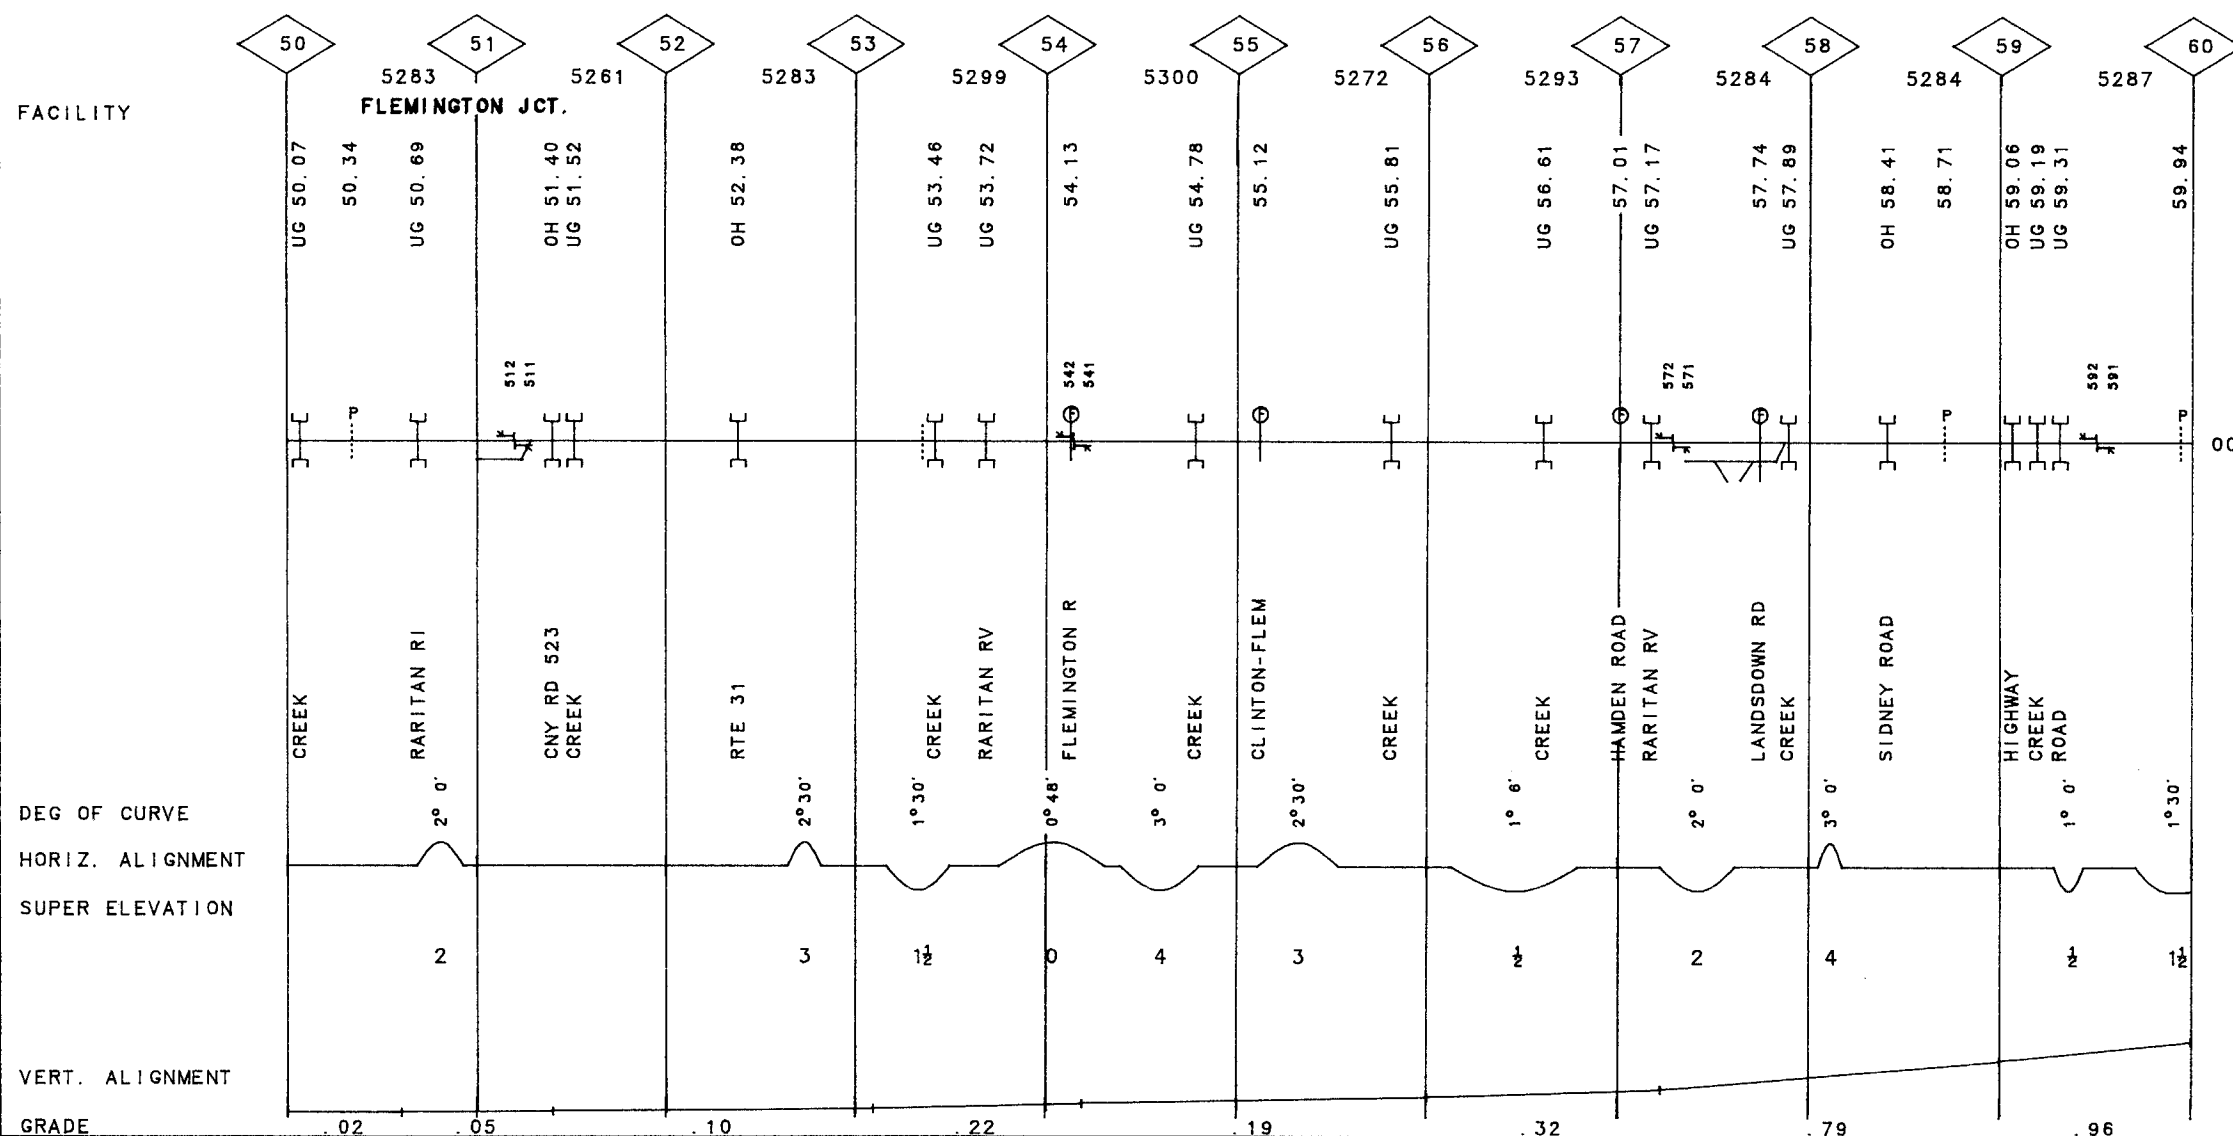 50 51 52 53 54 55 56 57 58 59 60
5283 5261 5283 5299 5300 5272 5293 5284 5284 5287
FLEMINGTON JCT.
FACILITY
UG 50.07
50.34
UG 50.69
OH 51.40
UG 51.52
OH 52.38
UG 53.46
UG 53.72
54.13
UG 54.78
55.12
UG 55.81
UG 56.61
57.01
UG 57.17
57.74
UG 57.89
OH 58.41
58.71
OH 59.06
UG 59.19
UG 59.31
59.94
512
511
542
541
572
571
592
591
P F F F F P P
00
CREEK
RARITAN RI
CNY RD 523
CREEK
RTE 31
CREEK
RARITAN RV
FLEMINGTON R
CREEK
CLINTON-FLEM
CREEK
CREEK
HAMDEN ROAD
RARITAN RV
LANDSDOWN RD
CREEK
SIDNEY ROAD
HIGHWAY
CREEK
ROAD
DEG OF CURVE
2° 0'
2°30'
1°30'
0°48'
3° 0'
2°30'
1° 6'
2° 0'
3° 0'
1° 0'
1°30'
HORIZ. ALIGNMENT
SUPER ELEVATION
2 3 1½ 0 4 3 ½ 2 4 ½ 1½
VERT. ALIGNMENT
GRADE .02 .05 .10 .22 .19 .32 .79 .96